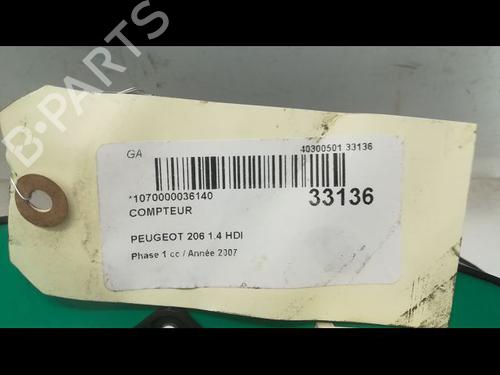 B-PARTS
GA
40300501 33136
*1070000036140
33136
COMPTEUR
PEUGEOT 206 1.4 HDI
Phase 1 cc / Année 2007